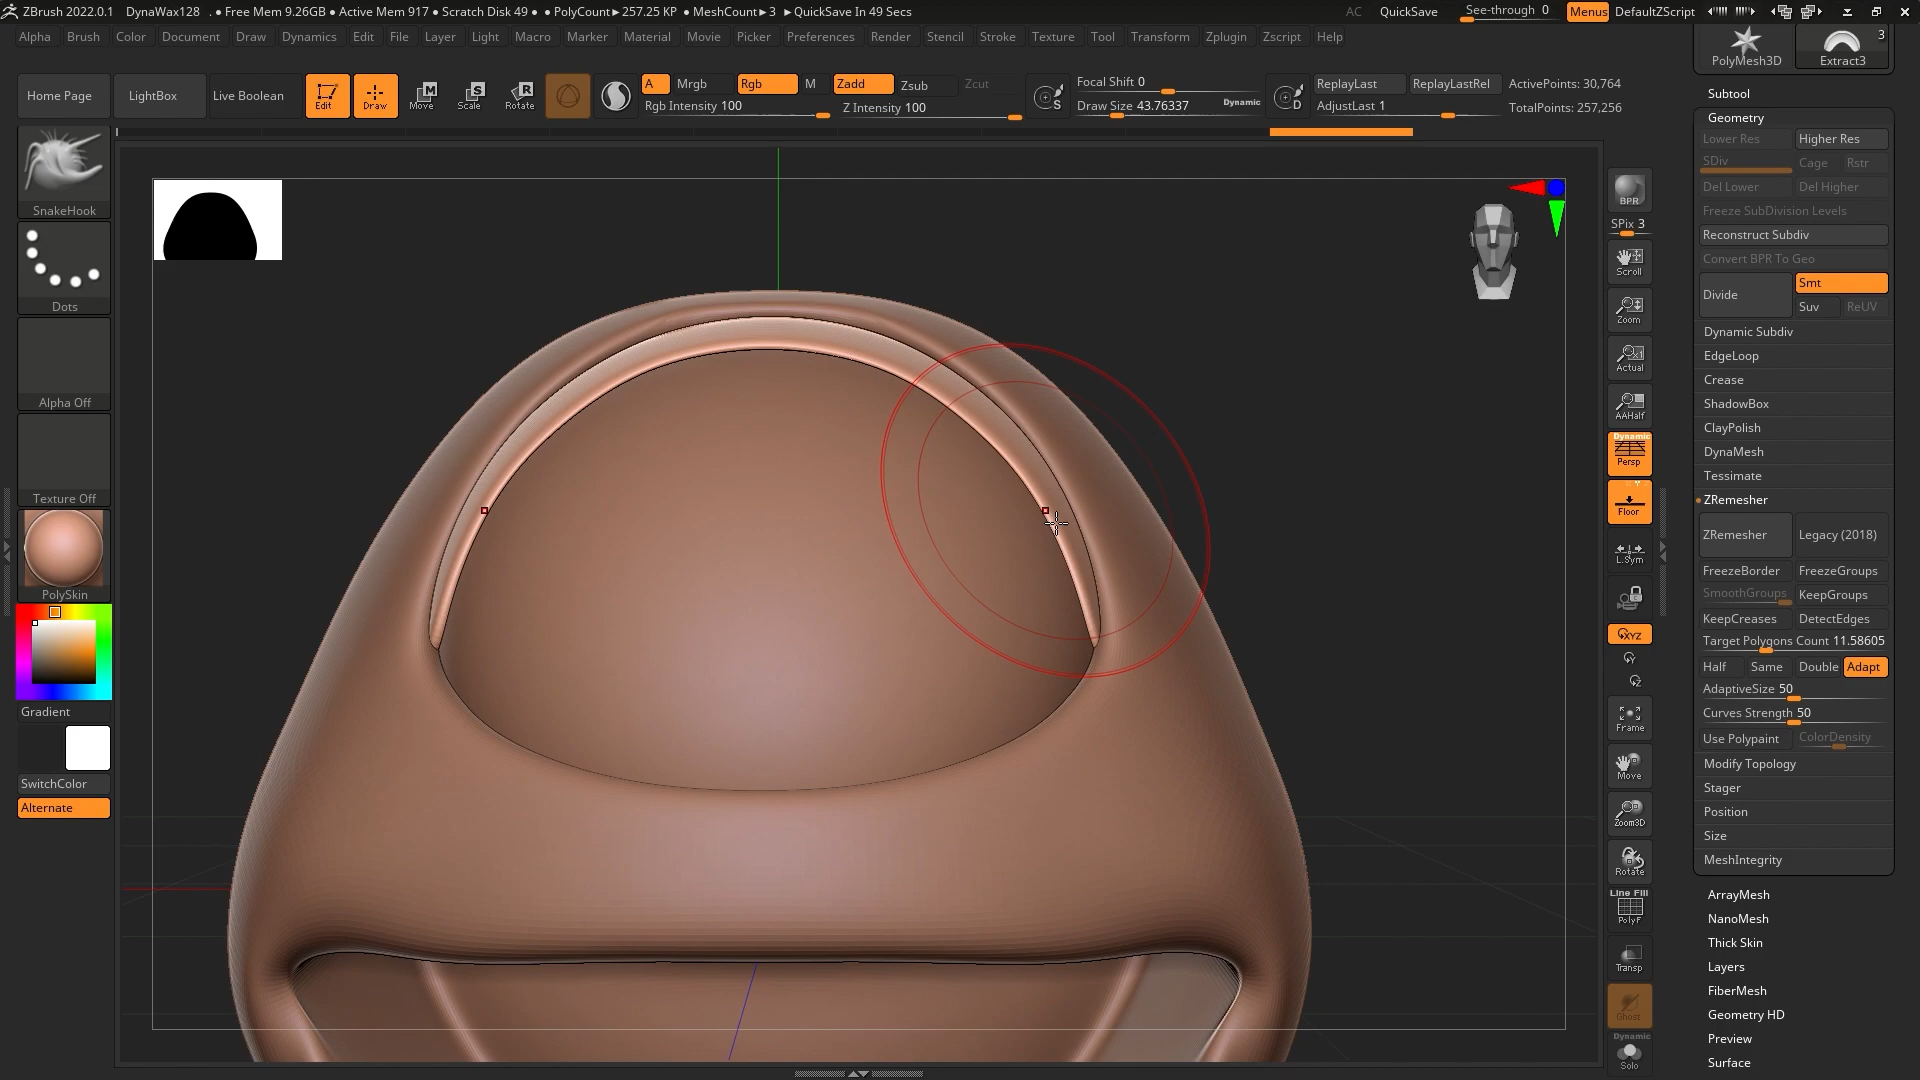 ZBrush 2022.0.1 DynaWax128 . ● Free Mem 9.26GB ● Active Mem 917 ● Scratch Disk 49 ● ● PolyCount► 257.25 KP ● MeshCount►3 ►QuickSave In 49 Secs AC QuickSave See-through 0 Menus DefaultZScript
Alpha Brush Color Document Draw Dynamics Edit File Layer Light Macro Marker Material Movie Picker Preferences Render Stencil Stroke Texture Tool Transform Zplugin Zscript Help
Home Page LightBox Live Boolean Edit Draw Move Scale Rotate
A Mrgb Rgb M Zadd Zsub Zcut
Rgb Intensity 100 Z Intensity 100
Focal Shift 0
Draw Size 43.76337 Dynamic
ReplayLast ReplayLastRel ActivePoints: 30,764
AdjustLast 1 TotalPoints: 257,256
SnakeHook
Dots
Alpha Off
Texture Off
PolySkin
Gradient
SwitchColor
Alternate
BPR
SPix 3
Scroll
Zoom
Actual
AAHalf
Dynamic
Persp
Floor
L.Sym
XYZ
Y
Z
Frame
Move
Zoom3D
Rotate
Line Fill
PolyF
Transp
Ghost
Dynamic
Solo
PolyMesh3D Extract3
3
Subtool
Geometry
Lower Res Higher Res
SDiv Cage Rstr
Del Lower Del Higher
Freeze SubDivision Levels
Reconstruct Subdiv
Convert BPR To Geo
Divide Smt
Suv ReUV
Dynamic Subdiv
EdgeLoop
Crease
ShadowBox
ClayPolish
DynaMesh
Tessimate
ZRemesher
ZRemesher Legacy (2018)
FreezeBorder FreezeGroups
SmoothGroups KeepGroups
KeepCreases DetectEdges
Target Polygons Count 11.58605
Half Same Double Adapt
AdaptiveSize 50
Curves Strength 50
Use Polypaint ColorDensity
Modify Topology
Stager
Position
Size
MeshIntegrity
ArrayMesh
NanoMesh
Thick Skin
Layers
FiberMesh
Geometry HD
Preview
Surface